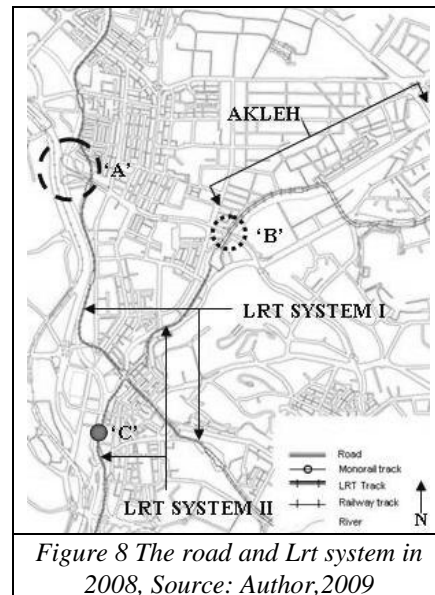 AKLEH
'A'
'B'
LRT SYSTEM I
'C'
LRT SYSTEM II
Road
Monorail track
LRT Track
Railway track
River
N
Figure 8 The road and Lrt system in
2008, Source: Author,2009